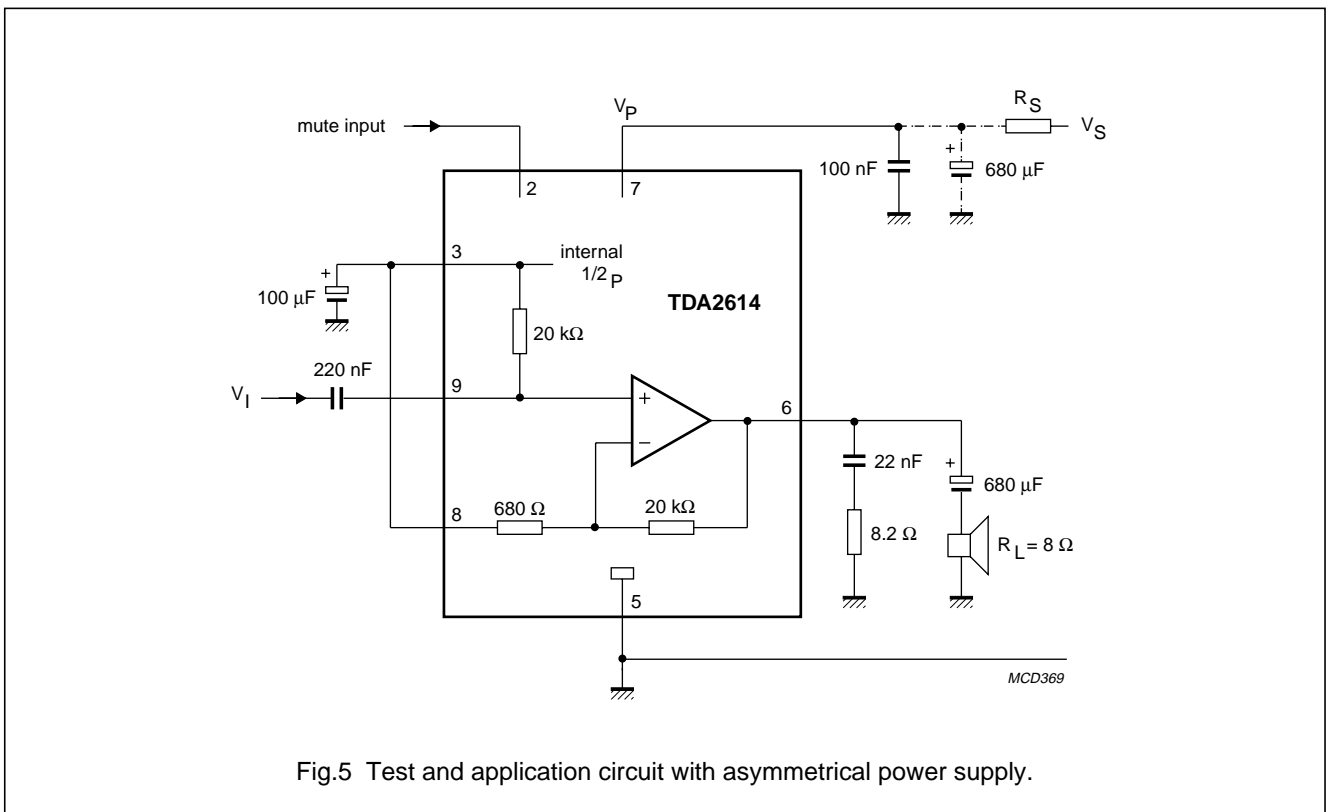 mute input
V_P
R_S
V_S
2
7
100 nF
+
680 µF
3
internal
1/2_P
+
100 µF
TDA2614
20 kΩ
220 nF
V_I
9
+
6
−
22 nF
+
680 µF
8
680 Ω
20 kΩ
8.2 Ω
R_L = 8 Ω
5
MCD369
Fig.5 Test and application circuit with asymmetrical power supply.